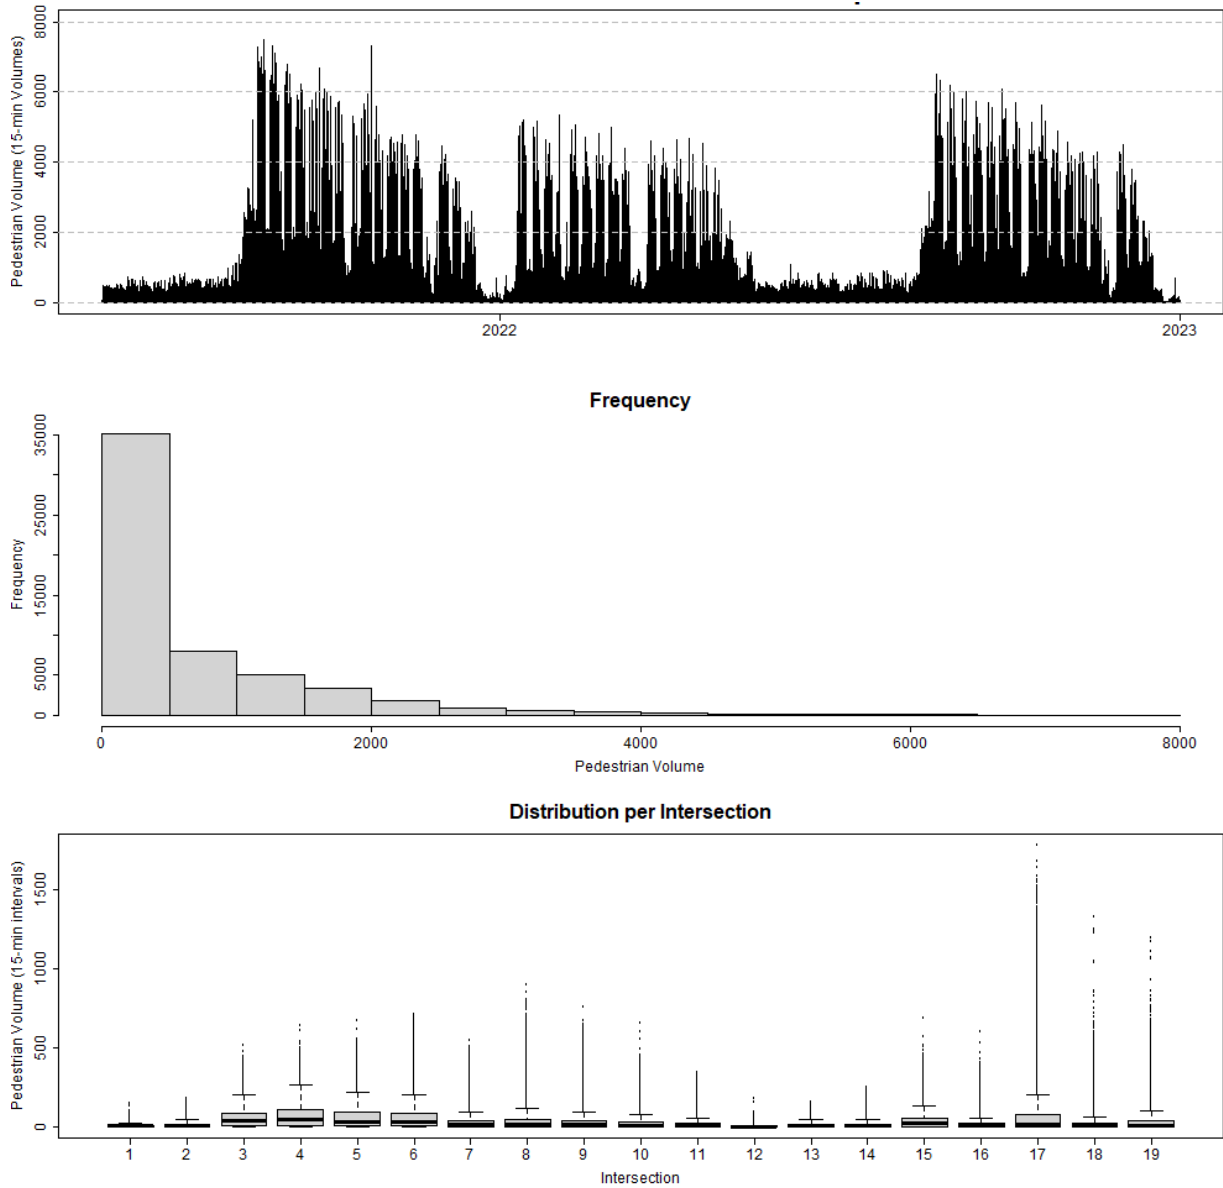 Pedestrian Volume (15-min Volumes)
8000
6000
4000
2000
0
2022
2023
Frequency
Frequency
35000
25000
15000
5000
0
0
2000
4000
6000
8000
Pedestrian Volume
Distribution per Intersection
Pedestrian Volume (15-min intervals)
1500
1000
500
0
1 2 3 4 5 6 7 8 9 10 11 12 13 14 15 16 17 18 19
Intersection